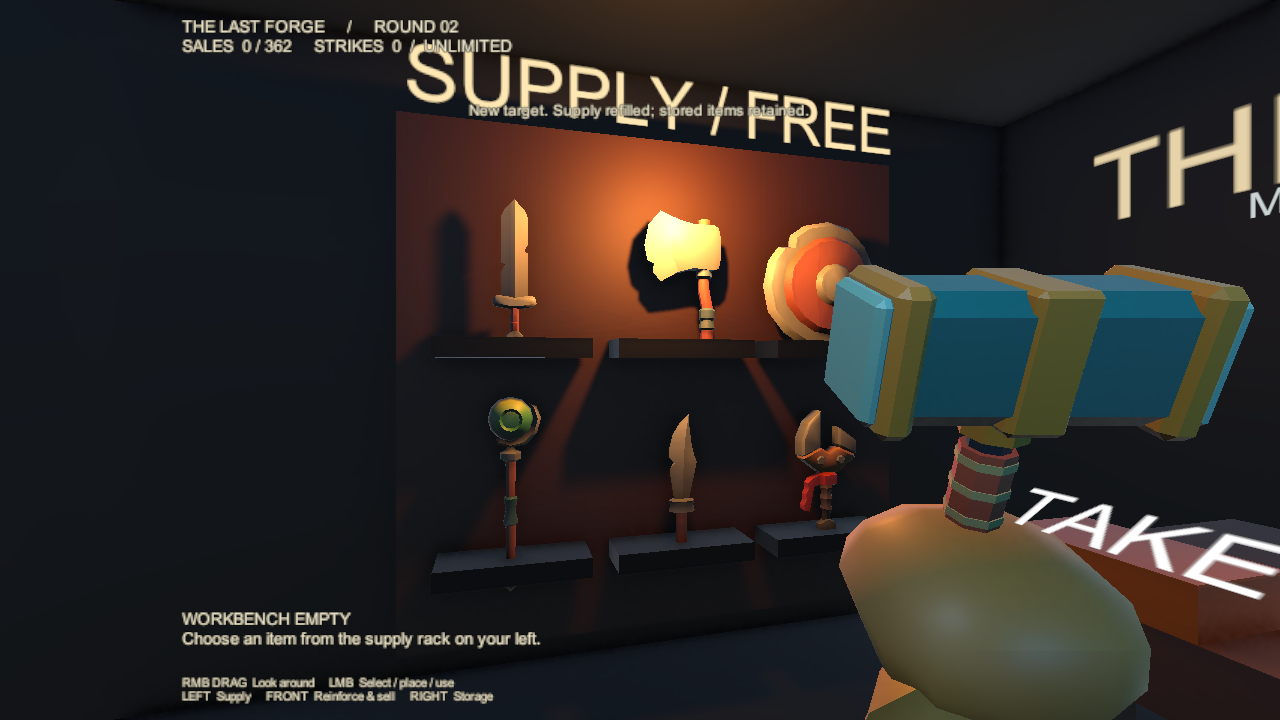 THE LAST FORGE / ROUND 02
SALES 0 / 362 STRIKES 0 / UNLIMITED
SUPPLY / FREE
New target. Supply refilled; stored items retained.
TAKE
WORKBENCH EMPTY
Choose an item from the supply rack on your left.
RMB DRAG Look around LMB Select / place / use
LEFT Supply FRONT Reinforce & sell RIGHT Storage